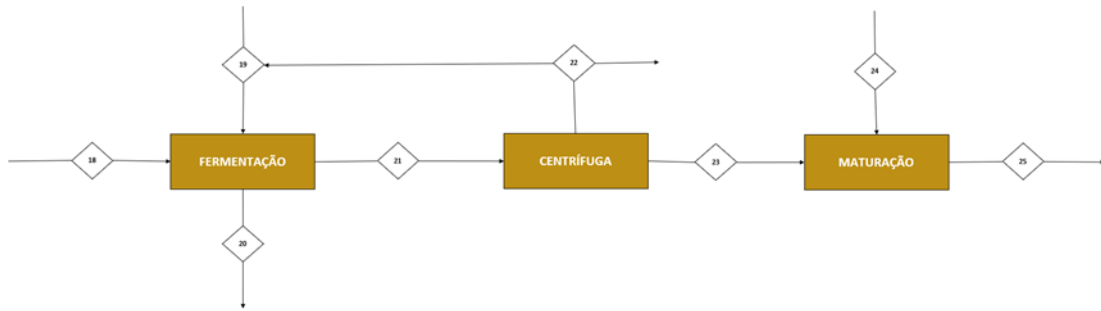 19
22
24
18
FERMENTAÇÃO
21
CENTRÍFUGA
23
MATURAÇÃO
25
20